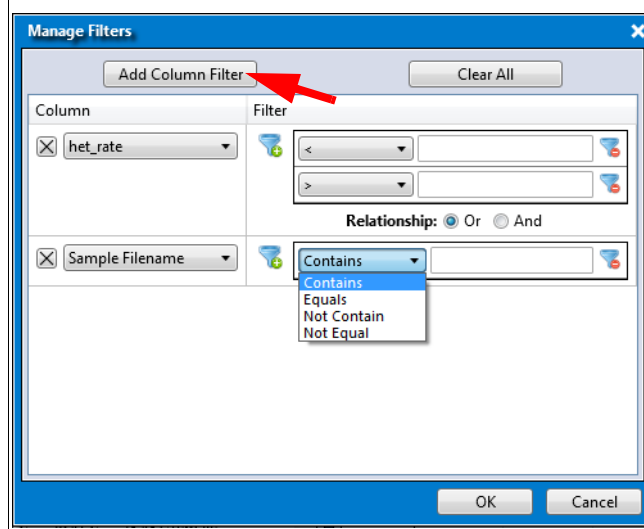 Manage Filters
Add Column Filter Clear All
Column Filter
het_rate <
>
Relationship: Or And
Sample Filename Contains
Contains
Equals
Not Contain
Not Equal
OK Cancel